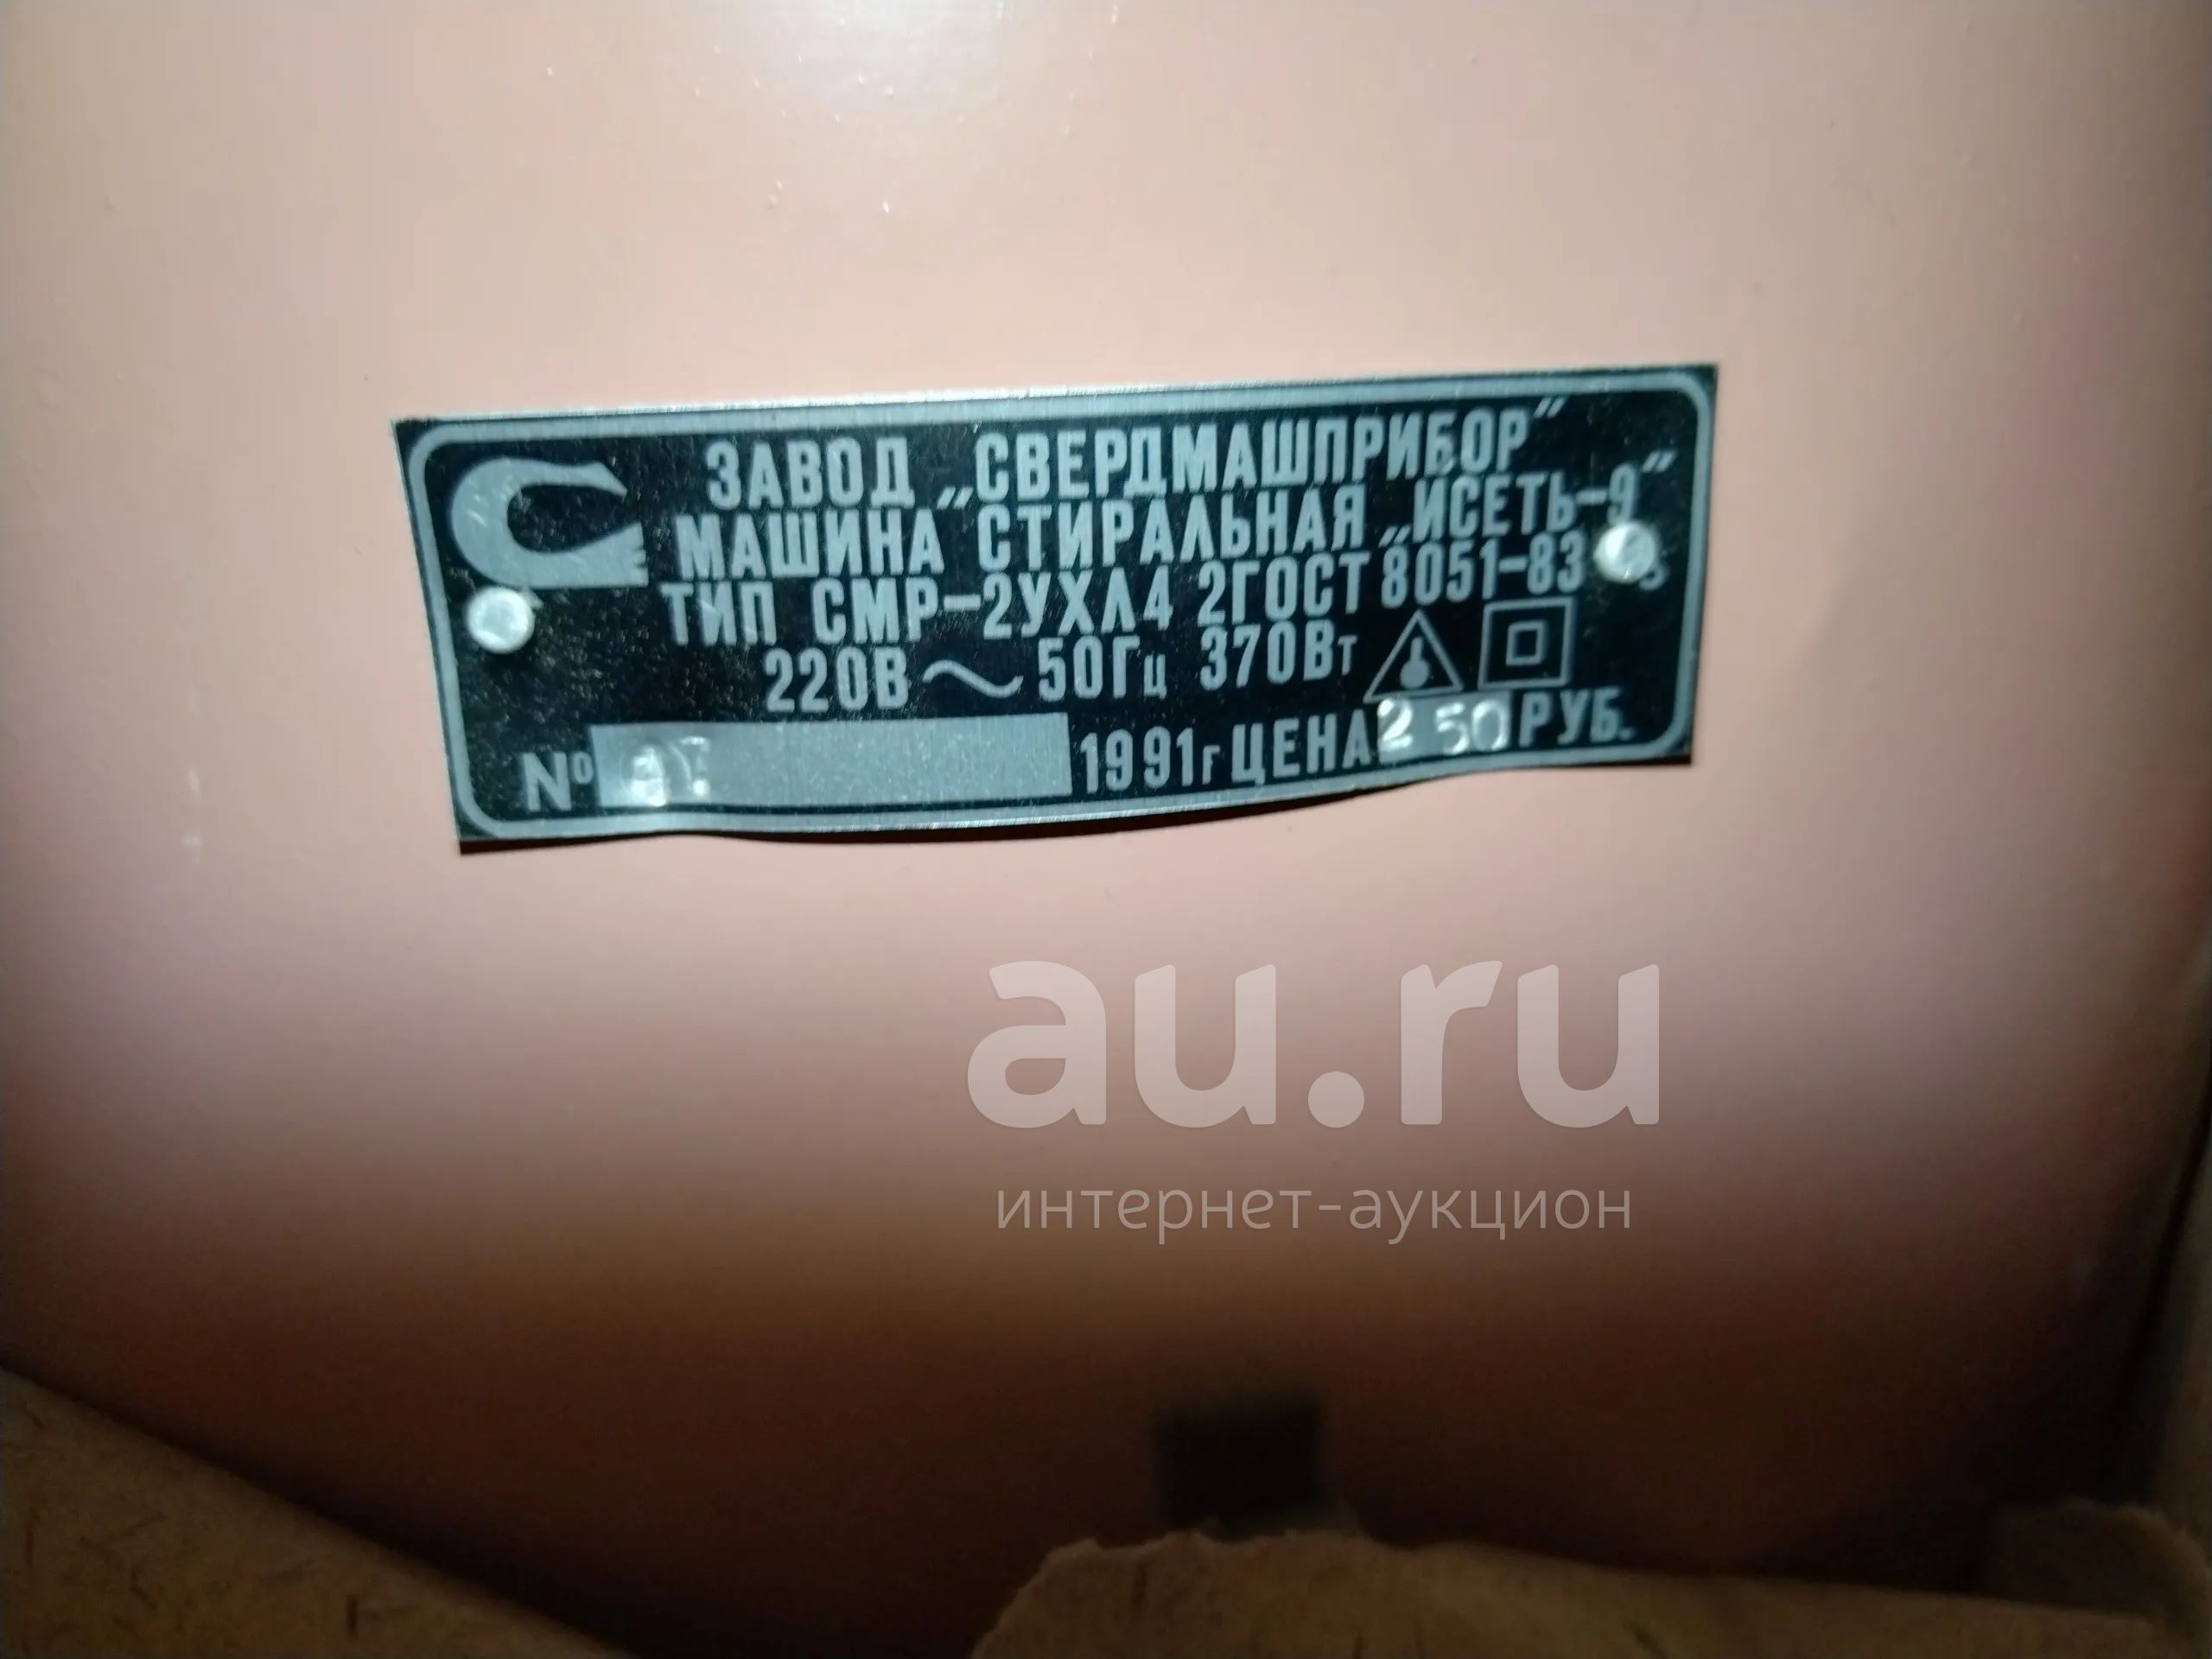 ЗАВОД „СВЕРДМАШПРИБОР"
МАШИНА СТИРАЛЬНАЯ „ИСЕТЬ-9"
ТИП СМР-2УХЛ4 2ГОСТ 8051-83
220В ~ 50Гц 370Вт
№ 1991г ЦЕНА 250 РУБ.
au.ru
интернет-аукцион